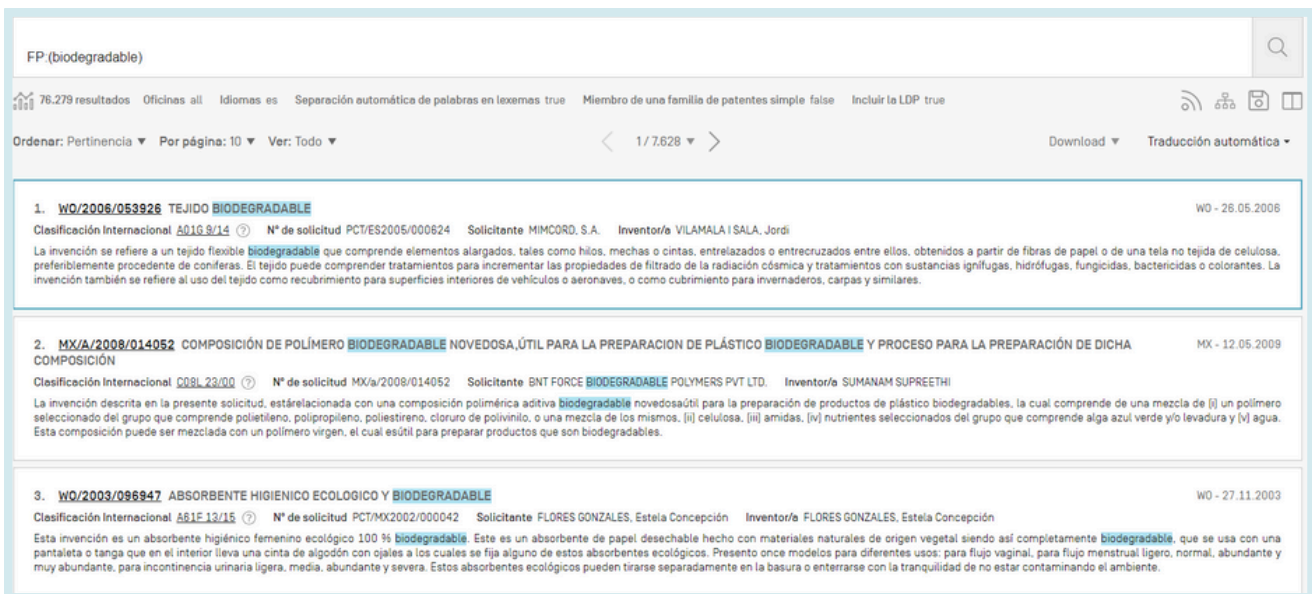 FP:(biodegradable)
76.279 resultados Oficinas all Idiomas es Separación automática de palabras en lexemas true Miembro de una familia de patentes simple false Incluir la LDP true
Ordenar: Pertinencia ▼ Por página: 10 ▼ Ver: Todo ▼ < 1 / 7.628 ▼ > Download ▼ Traducción automática ▾
1. WO/2006/053926 TEJIDO BIODEGRADABLE WO - 26.05.2006
Clasificación Internacional A01G 9/14 ? N° de solicitud PCT/ES2005/000624 Solicitante MIMCORD, S.A. Inventor/a VILAMALA I SALA, Jordi
La invención se refiere a un tejido flexible biodegradable que comprende elementos alargados, tales como hilos, mechas o cintas, entrelazados o entrecruzados entre ellos, obtenidos a partir de fibras de papel o de una tela no tejida de celulosa,
preferiblemente procedente de coníferas. El tejido puede comprender tratamientos para incrementar las propiedades de filtrado de la radiación cósmica y tratamientos con sustancias ignífugas, hidrófugas, fungicidas, bactericidas o colorantes. La
invención también se refiere al uso del tejido como recubrimiento para superficies interiores de vehículos o aeronaves, o como cubrimiento para invernaderos, carpas y similares.
2. MX/A/2008/014052 COMPOSICIÓN DE POLÍMERO BIODEGRADABLE NOVEDOSA,ÚTIL PARA LA PREPARACION DE PLÁSTICO BIODEGRADABLE Y PROCESO PARA LA PREPARACIÓN DE DICHA MX - 12.05.2009
COMPOSICIÓN
Clasificación Internacional C08L 23/00 ? N° de solicitud MX/a/2008/014052 Solicitante BNT FORCE BIODEGRADABLE POLYMERS PVT LTD. Inventor/a SUMANAM SUPREETHI
La invención descrita en la presente solicitud, estárelacionada con una composición polimérica aditiva biodegradable novedosaútil para la preparación de productos de plástico biodegradables, la cual comprende de una mezcla de (i) un polímero
seleccionado del grupo que comprende polietileno, polipropileno, poliestireno, cloruro de polivinilo, o una mezcla de los mismos, (ii) celulosa, (iii) amidas, (iv) nutrientes seleccionados del grupo que comprende alga azul verde y/o levadura y (v) agua.
Esta composición puede ser mezclada con un polímero virgen, el cual esútil para preparar productos que son biodegradables.
3. WO/2003/096947 ABSORBENTE HIGIENICO ECOLOGICO Y BIODEGRADABLE WO - 27.11.2003
Clasificación Internacional A61F 13/15 ? N° de solicitud PCT/MX2002/000042 Solicitante FLORES GONZALES, Estela Concepción Inventor/a FLORES GONZALES, Estela Concepción
Esta invención es un absorbente higiénico femenino ecológico 100 % biodegradable. Este es un absorbente de papel desechable hecho con materiales naturales de origen vegetal siendo así completamente biodegradable, que se usa con una
pantaleta o tanga que en el interior lleva una cinta de algodón con ojales a los cuales se fija alguno de estos absorbentes ecológicos. Presento once modelos para diferentes usos: para flujo vaginal, para flujo menstrual ligero, normal, abundante y
muy abundante, para incontinencia urinaria ligera, media, abundante y severa. Estos absorbentes ecológicos pueden tirarse separadamente en la basura o enterrarse con la tranquilidad de no estar contaminando el ambiente.